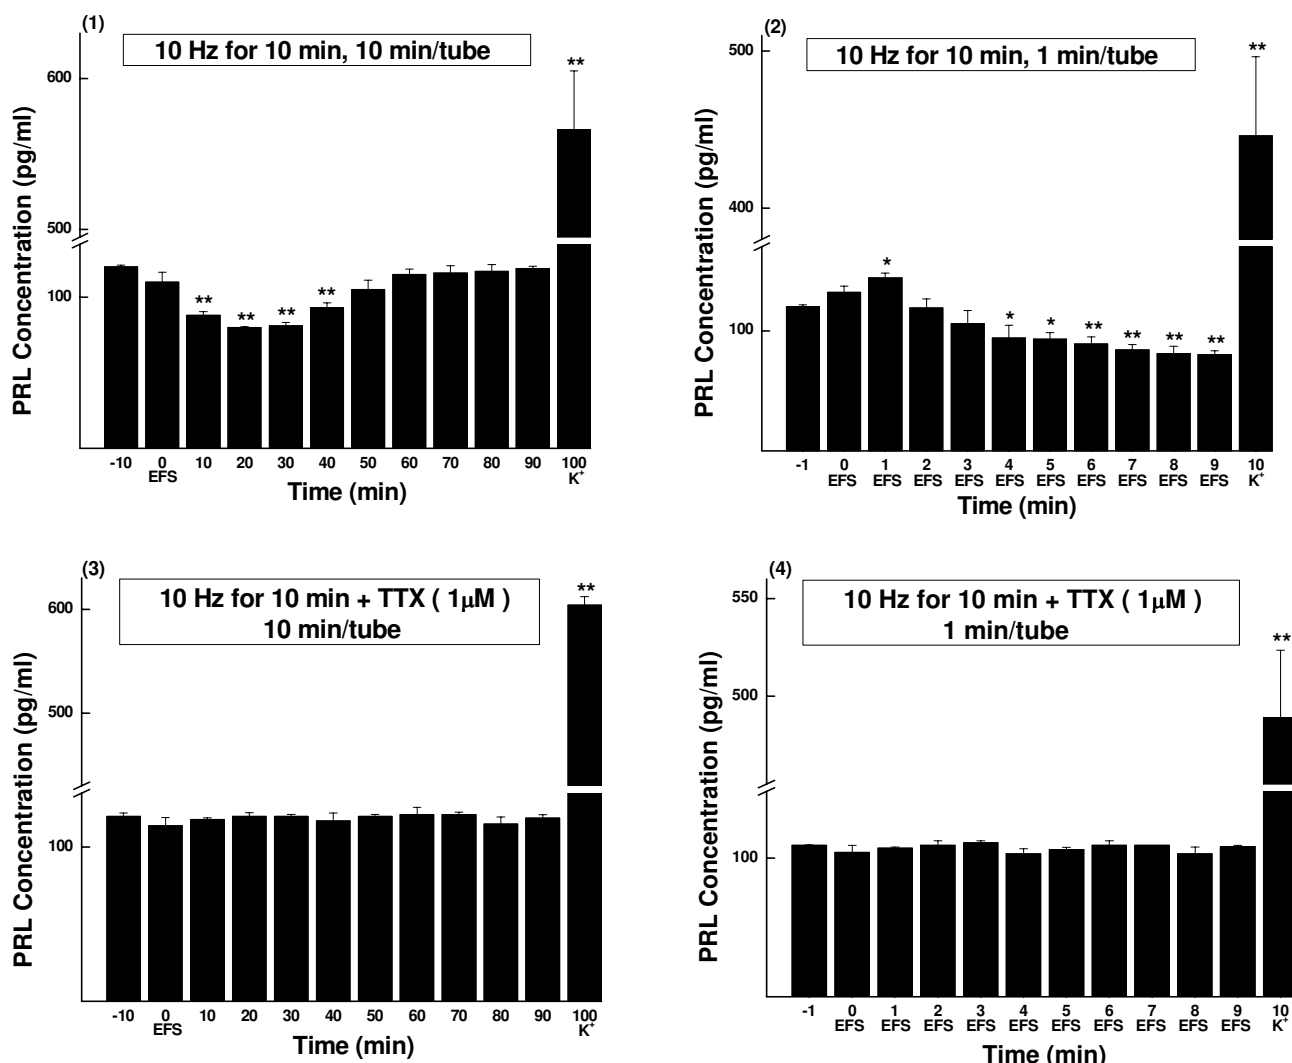 (1)
10 Hz for 10 min, 10 min/tube
PRL Concentration (pg/ml)
600
500
100
** ** ** ** **
-10 0 10 20 30 40 50 60 70 80 90 100
EFS K⁺
Time (min)
(2)
10 Hz for 10 min, 1 min/tube
PRL Concentration (pg/ml)
500
400
100
* * * ** ** ** ** **
-1 0 1 2 3 4 5 6 7 8 9 10
EFS EFS EFS EFS EFS EFS EFS EFS EFS EFS K⁺
Time (min)
(3)
10 Hz for 10 min + TTX ( 1μM )
10 min/tube
PRL Concentration (pg/ml)
600
500
100
**
-10 0 10 20 30 40 50 60 70 80 90 100
EFS K⁺
Time (min)
(4)
10 Hz for 10 min + TTX ( 1μM )
1 min/tube
PRL Concentration (pg/ml)
550
500
100
**
-1 0 1 2 3 4 5 6 7 8 9 10
EFS EFS EFS EFS EFS EFS EFS EFS EFS EFS K⁺
Time (min)